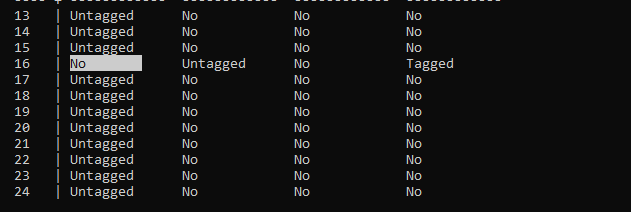 13 | Untagged No No No
14 | Untagged No No No
15 | Untagged No No No
16 | No Untagged No Tagged
17 | Untagged No No No
18 | Untagged No No No
19 | Untagged No No No
20 | Untagged No No No
21 | Untagged No No No
22 | Untagged No No No
23 | Untagged No No No
24 | Untagged No No No